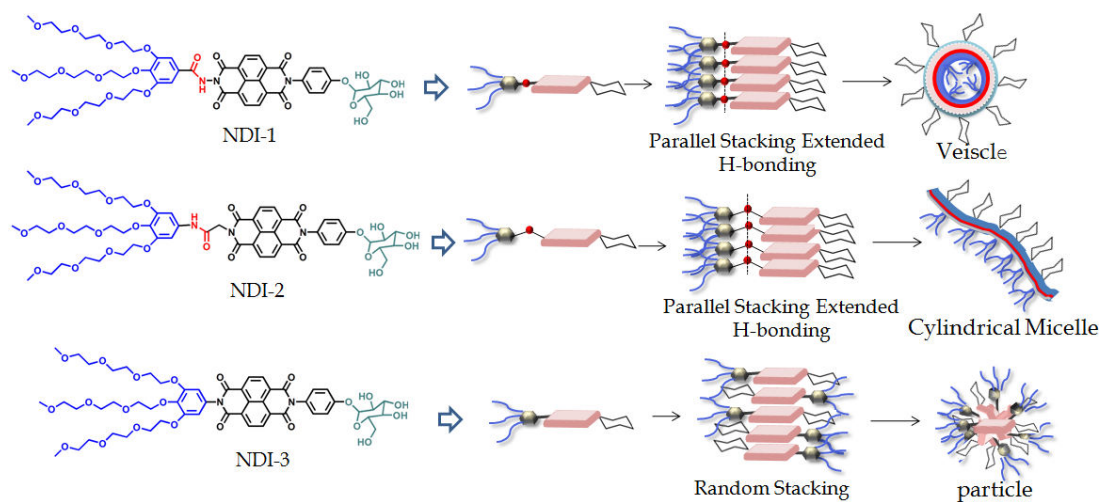 NDI-1
Parallel Stacking Extended
H-bonding
Veiscle
NDI-2
Parallel Stacking Extended
H-bonding
Cylindrical Micelle
NDI-3
Random Stacking
particle